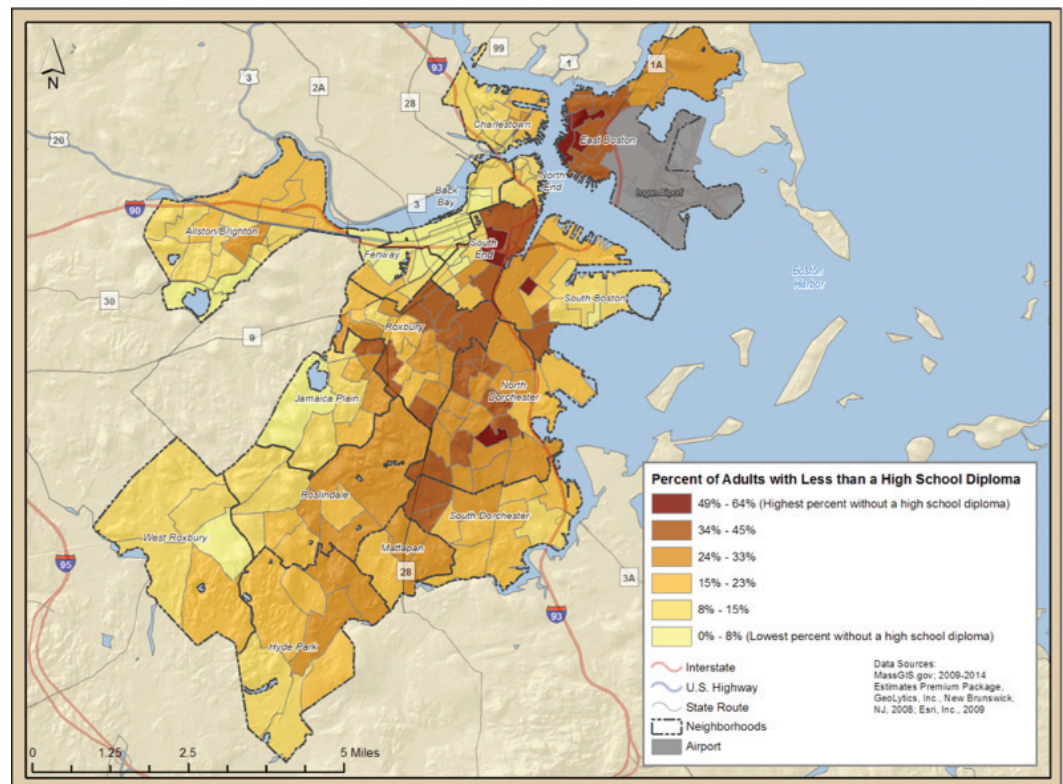 99
1
1A
93
3
2A
28
N
Charlestown
East Boston
20
North
End
Back
Bay
3
Logan Airport
90
Allston/Brighton
South
End
Fenway
Boston
Harbor
30
South Boston
9
Roxbury
North
Dorchester
Jamaica Plain
Roslindale
South Dorchester
West Roxbury
Mattapan
95
28
3A
93
Hyde Park
Percent of Adults with Less than a High School Diploma
49% - 64% (Highest percent without a high school diploma)
34% - 45%
24% - 33%
15% - 23%
8% - 15%
0% - 8% (Lowest percent without a high school diploma)
Interstate
U.S. Highway
State Route
Neighborhoods
Airport
Data Sources:
MassGIS.gov; 2009-2014
Estimates Premium Package,
GeoLytics, Inc., New Brunswick,
NJ, 2008; Esri, Inc., 2009
0 1.25 2.5 5 Miles